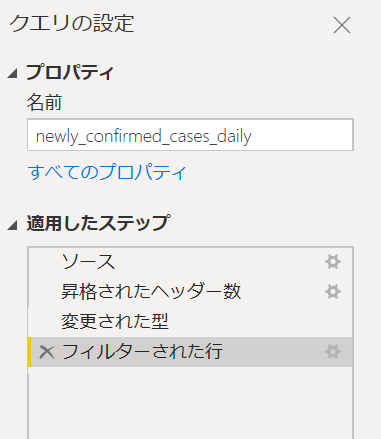 クエリの設定
プロパティ
名前
newly_confirmed_cases_daily
すべてのプロパティ
適用したステップ
ソース
昇格されたヘッダー数
変更された型
フィルターされた行